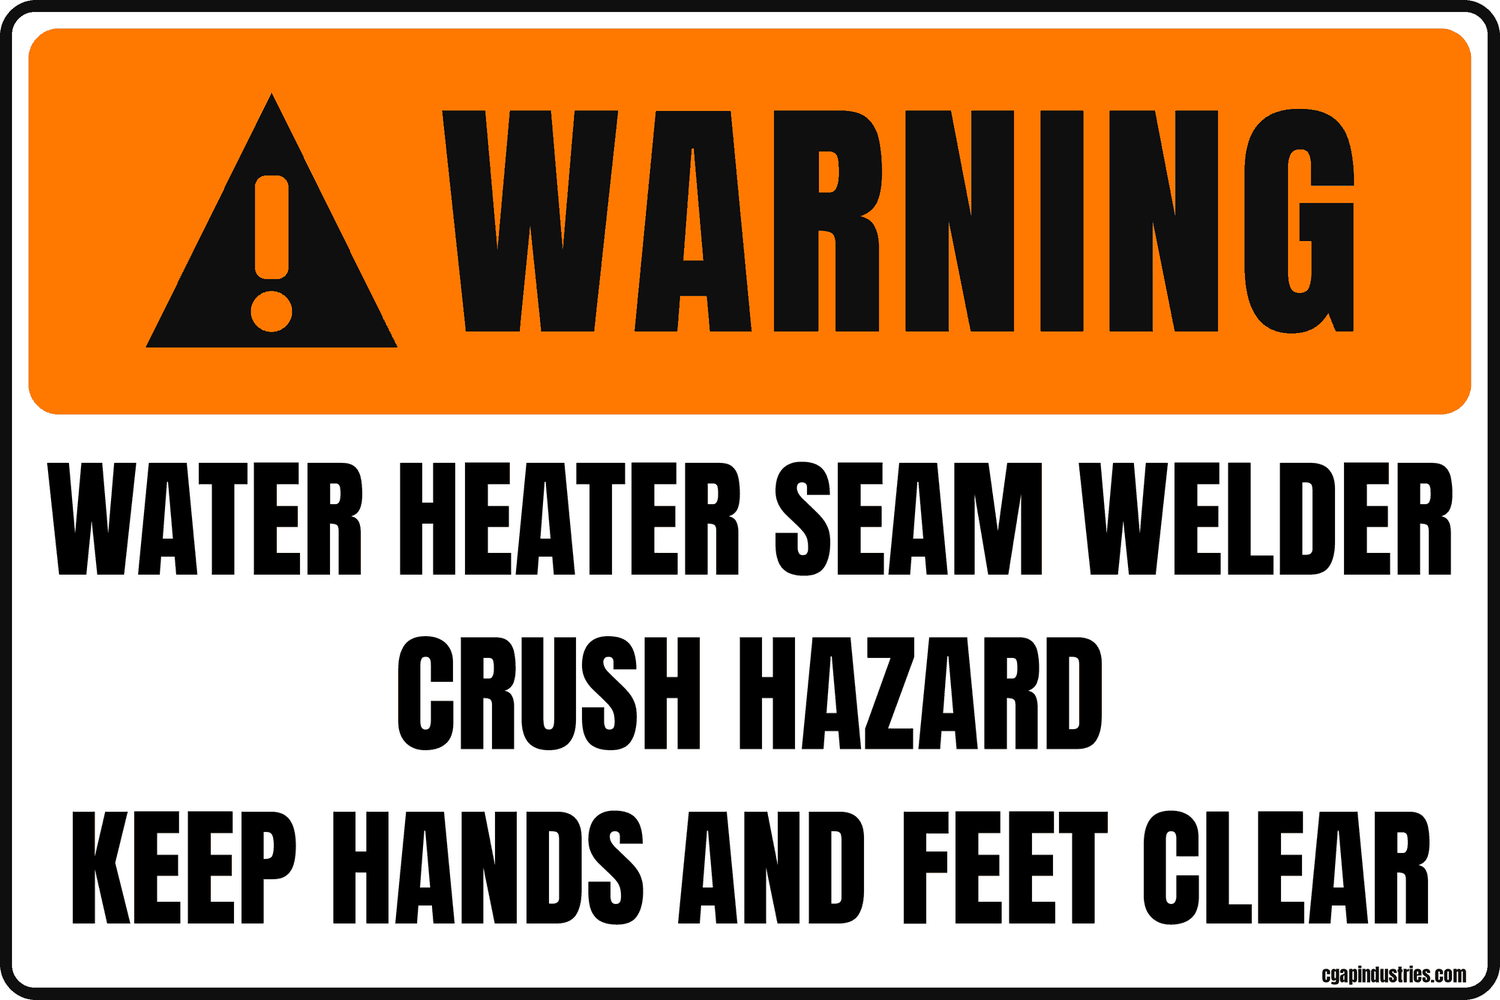 WARNING
WATER HEATER SEAM WELDER
CRUSH HAZARD
KEEP HANDS AND FEET CLEAR
cgapindustries.com